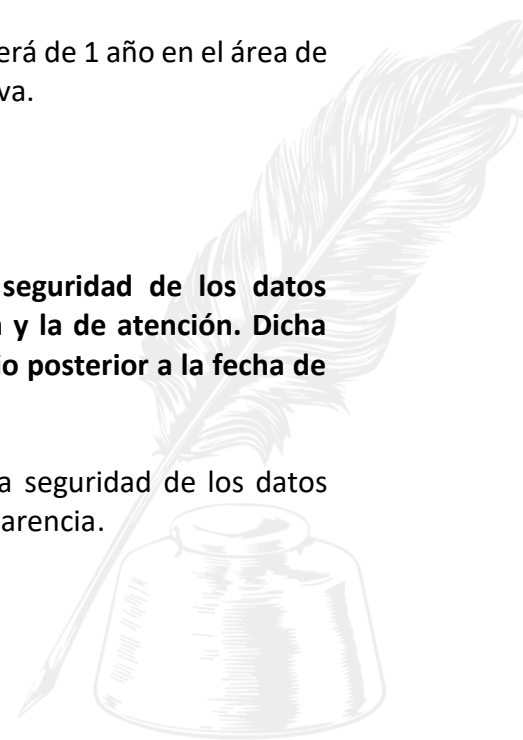 erá de 1 año en el área de
va.
seguridad de los datos
y la de atención. Dicha
io posterior a la fecha de
a seguridad de los datos
arencia.